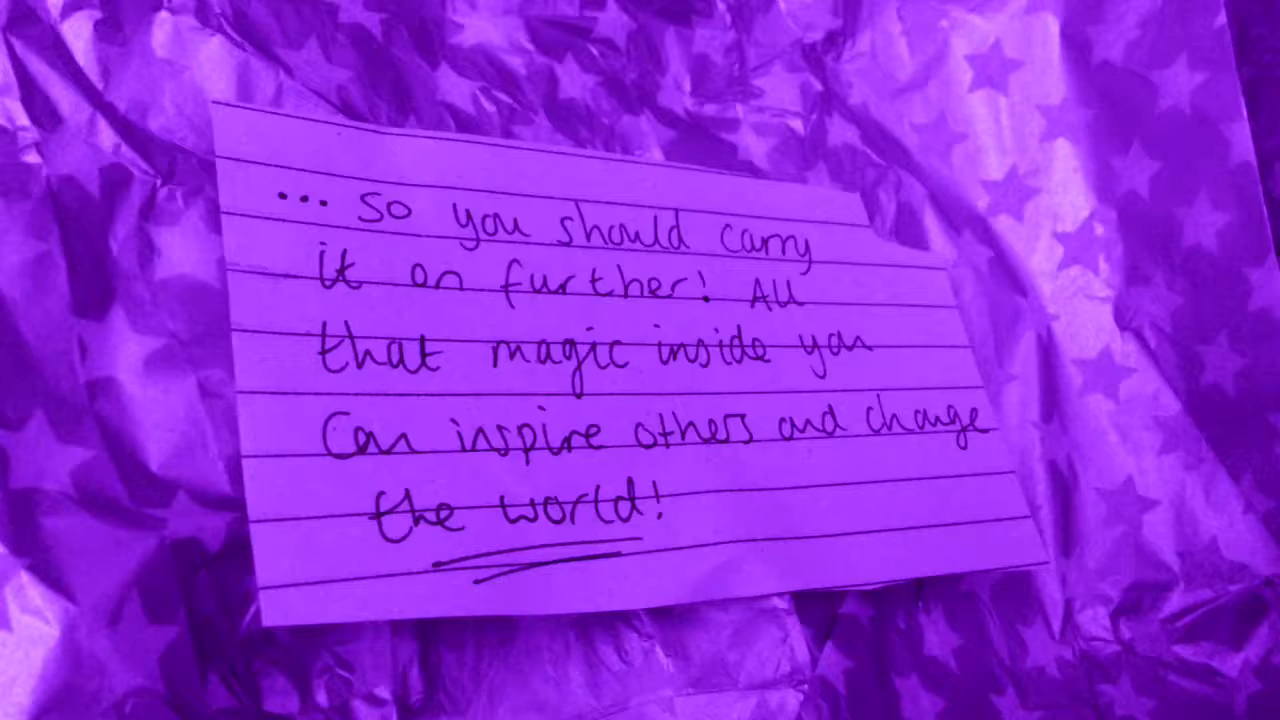 ... so you should carry
it on further! All
that magic inside you
can inspire others and change
the world!